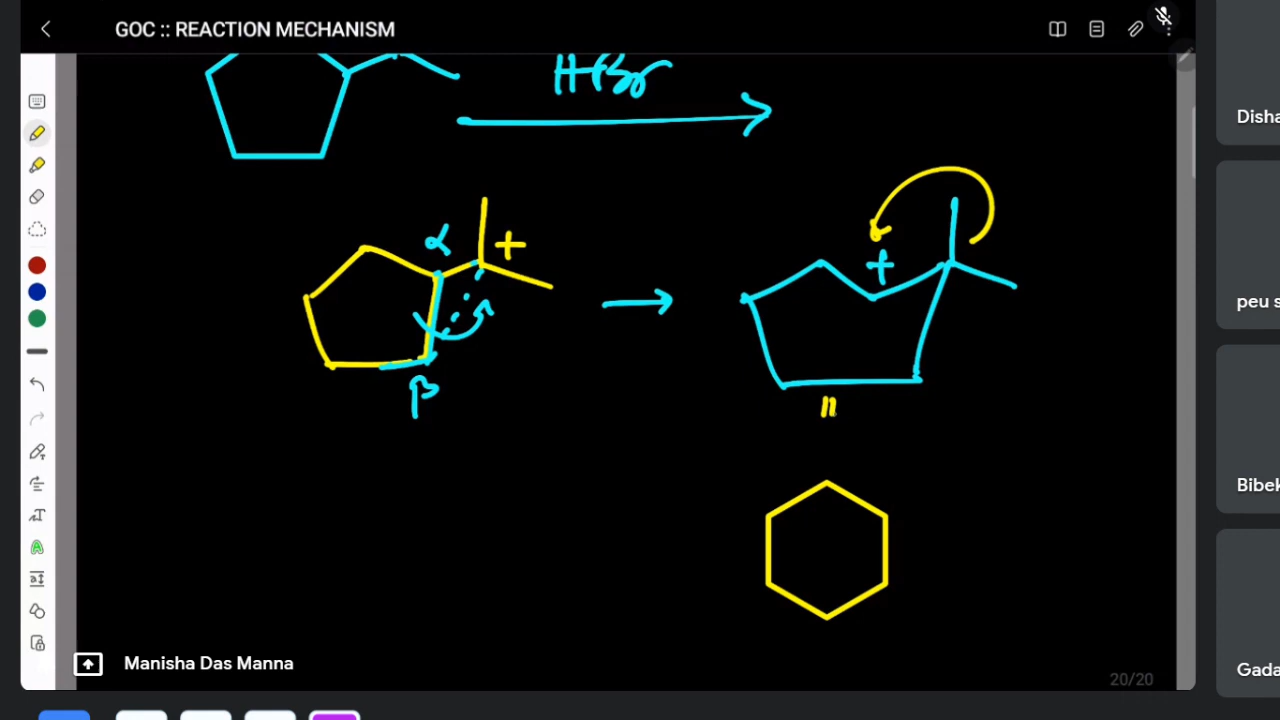 GOC :: REACTION MECHANISM
HBr
α
+
+
β
=
Manisha Das Manna
20/20
Disha
peu s
Bibek
Gada